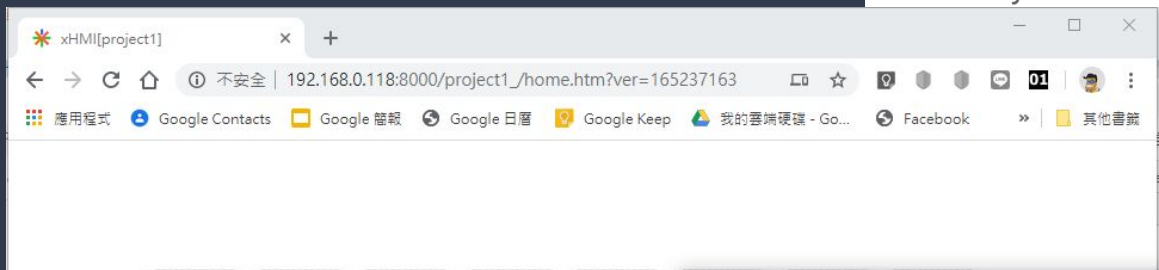 xHMI[project1]
不安全 | 192.168.0.118:8000/project1_/home.htm?ver=165237163 01
應用程式 Google Contacts Google 簡報 Google 日曆 Google Keep 我的雲端硬碟 - Go... Facebook » 其他書籤